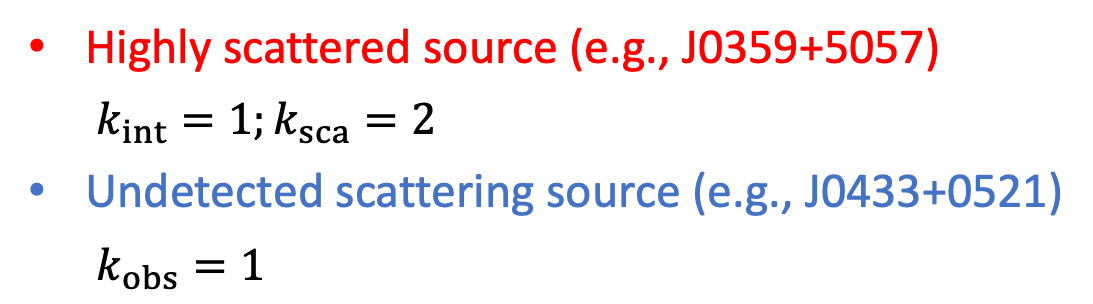 • Highly scattered source (e.g., J0359+5057)
k_int = 1; k_sca = 2
• Undetected scattering source (e.g., J0433+0521)
k_obs = 1